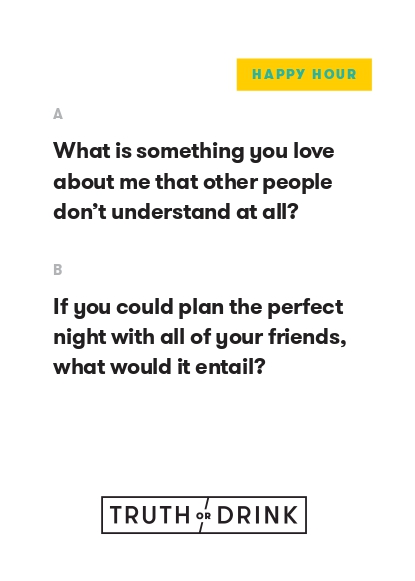 HAPPY HOUR
A
What is something you love
about me that other people
don’t understand at all?
B
If you could plan the perfect
night with all of your friends,
what would it entail?
TRUTH OR DRINK